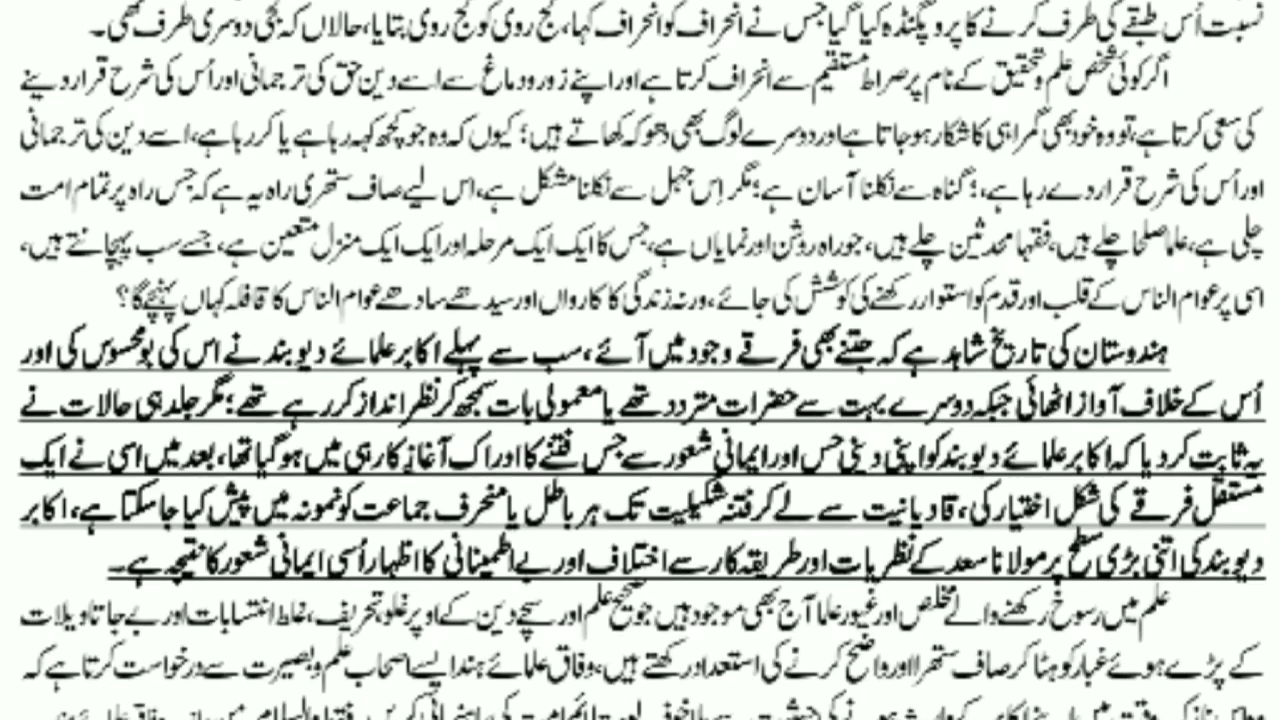 نسبت اُس طبقے کی طرف کرنے کا پروپیگنڈہ کیا گیا جس نے انحراف کو انحراف کہا، کج روی کو کج روی بتایا، حالاں کہ کجی دوسری طرف تھی۔
اگر کوئی شخص علم و تحقیق کے نام پر صراط مستقیم سے انحراف کرتا ہے اور اپنے زور دماغ سے اسے دین حق کی ترجمانی اور اُس کی شرح قرار دینے
کی سعی کرتا ہے، تو وہ خود بھی گمراہی کا شکار ہو جاتا ہے اور دوسرے لوگ بھی دھوکہ کھاتے ہیں؛ کیوں کہ وہ جو کچھ کہہ رہا ہے یا کر رہا ہے، اسے دین کی ترجمانی
اور اُس کی شرح قرار دے رہا ہے، ؛ گناہ سے نکلنا آسان ہے؛ مگر اِس جہل سے نکلنا مشکل ہے، اس لیے صاف ستھری راہ یہ ہے کہ جس راہ پر تمام امت
چلی ہے، علما صلحا چلے ہیں، فقہا محدثین چلے ہیں، جو راہ روشن اور نمایاں ہے، جس کا ایک ایک مرحلہ اور ایک ایک منزل متعین ہے، جسے سب پہچانتے ہیں،
اسی پر عوام الناس کے قلب اور قدم کو استوار رکھنے کی کوشش کی جائے، ورنہ زندگی کا کارواں اور سیدھے سادھے عوام الناس کا قافلہ کہاں پہنچے گا؟
ہندوستان کی تاریخ شاہد ہے کہ جتنے بھی فرقے وجود میں آئے، سب سے پہلے اکابر علمائے دیوبند نے اس کی بو محسوس کی اور
اُس کے خلاف آواز اٹھائی جبکہ دوسرے بہت سے حضرات متردد تھے یا معمولی بات سمجھ کر نظر انداز کر رہے تھے؛ مگر جلد ہی حالات نے
یہ ثابت کر دیا کہ اکابر علمائے دیوبند کو اپنی دینی حس اور ایمانی شعور سے جس فتنے کا ادراک آغاز کار ہی میں ہو گیا تھا، بعد میں اسی نے ایک
مستقل فرقے کی شکل اختیار کی، قادیانیت سے لے کر فتنہ شکیلیت تک ہر باطل یا منحرف جماعت کو نمونہ میں پیش کیا جا سکتا ہے، اکابر
دیوبند کی اتنی بڑی سطح پر مولانا سعد کے نظریات اور طریقہ کار سے اختلاف اور بے اطمینانی کا اظہار اُسی ایمانی شعور کا نتیجہ ہے۔
علم میں رسوخ رکھنے والے مخلص اور غیور علما آج بھی موجود ہیں جو صحیح علم اور سچے دین کے اوپر غلو، تحریف، غلط انتسابات اور بے جا تاویلات
کے پڑے ہوئے غبار کو ہٹا کر صاف ستھرا اور واضح کرنے کی استعداد رکھتے ہیں، وفاق علمائے ہند ایسے اصحاب علم و بصیرت سے درخواست کرتا ہے کہ